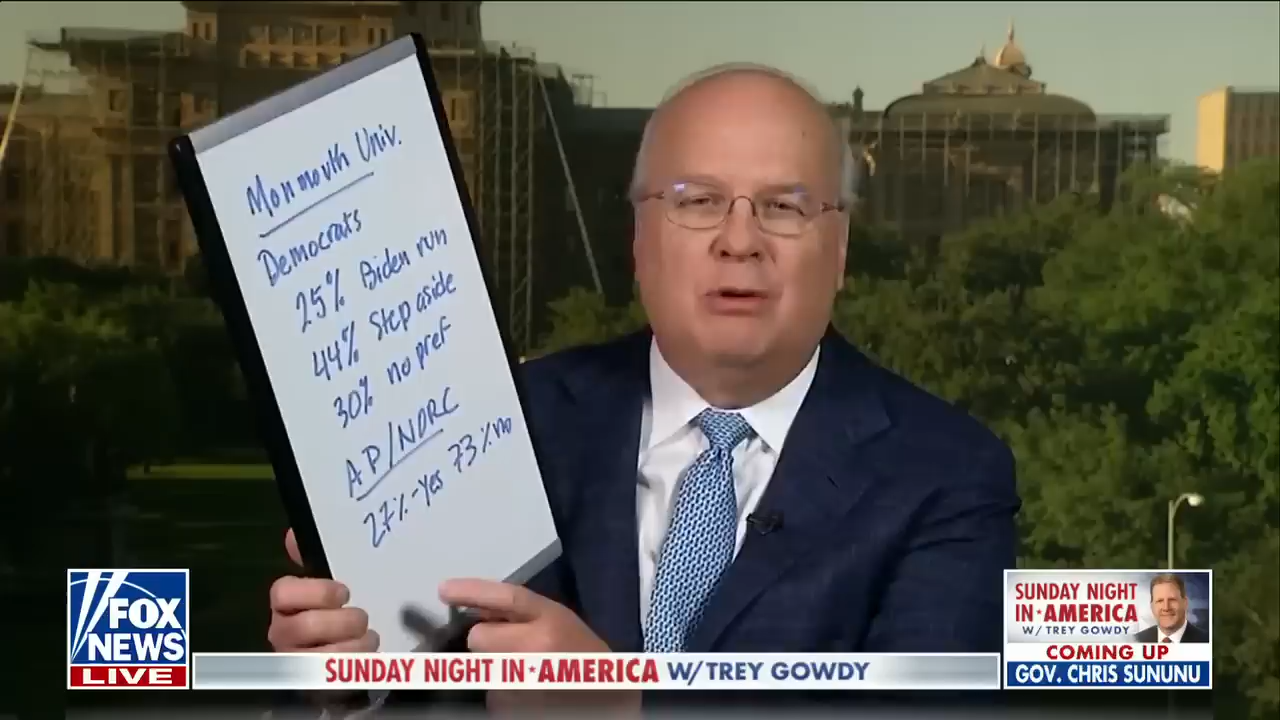 Monmouth Univ.
Democrats
25% Biden run
44% Step aside
30% no pref
AP/NORC
27%-Yes 73% no
FOX
NEWS
LIVE
SUNDAY NIGHT IN★AMERICA W/TREY GOWDY
SUNDAY NIGHT
IN★AMERICA
W/ TREY GOWDY
COMING UP
GOV. CHRIS SUNUNU